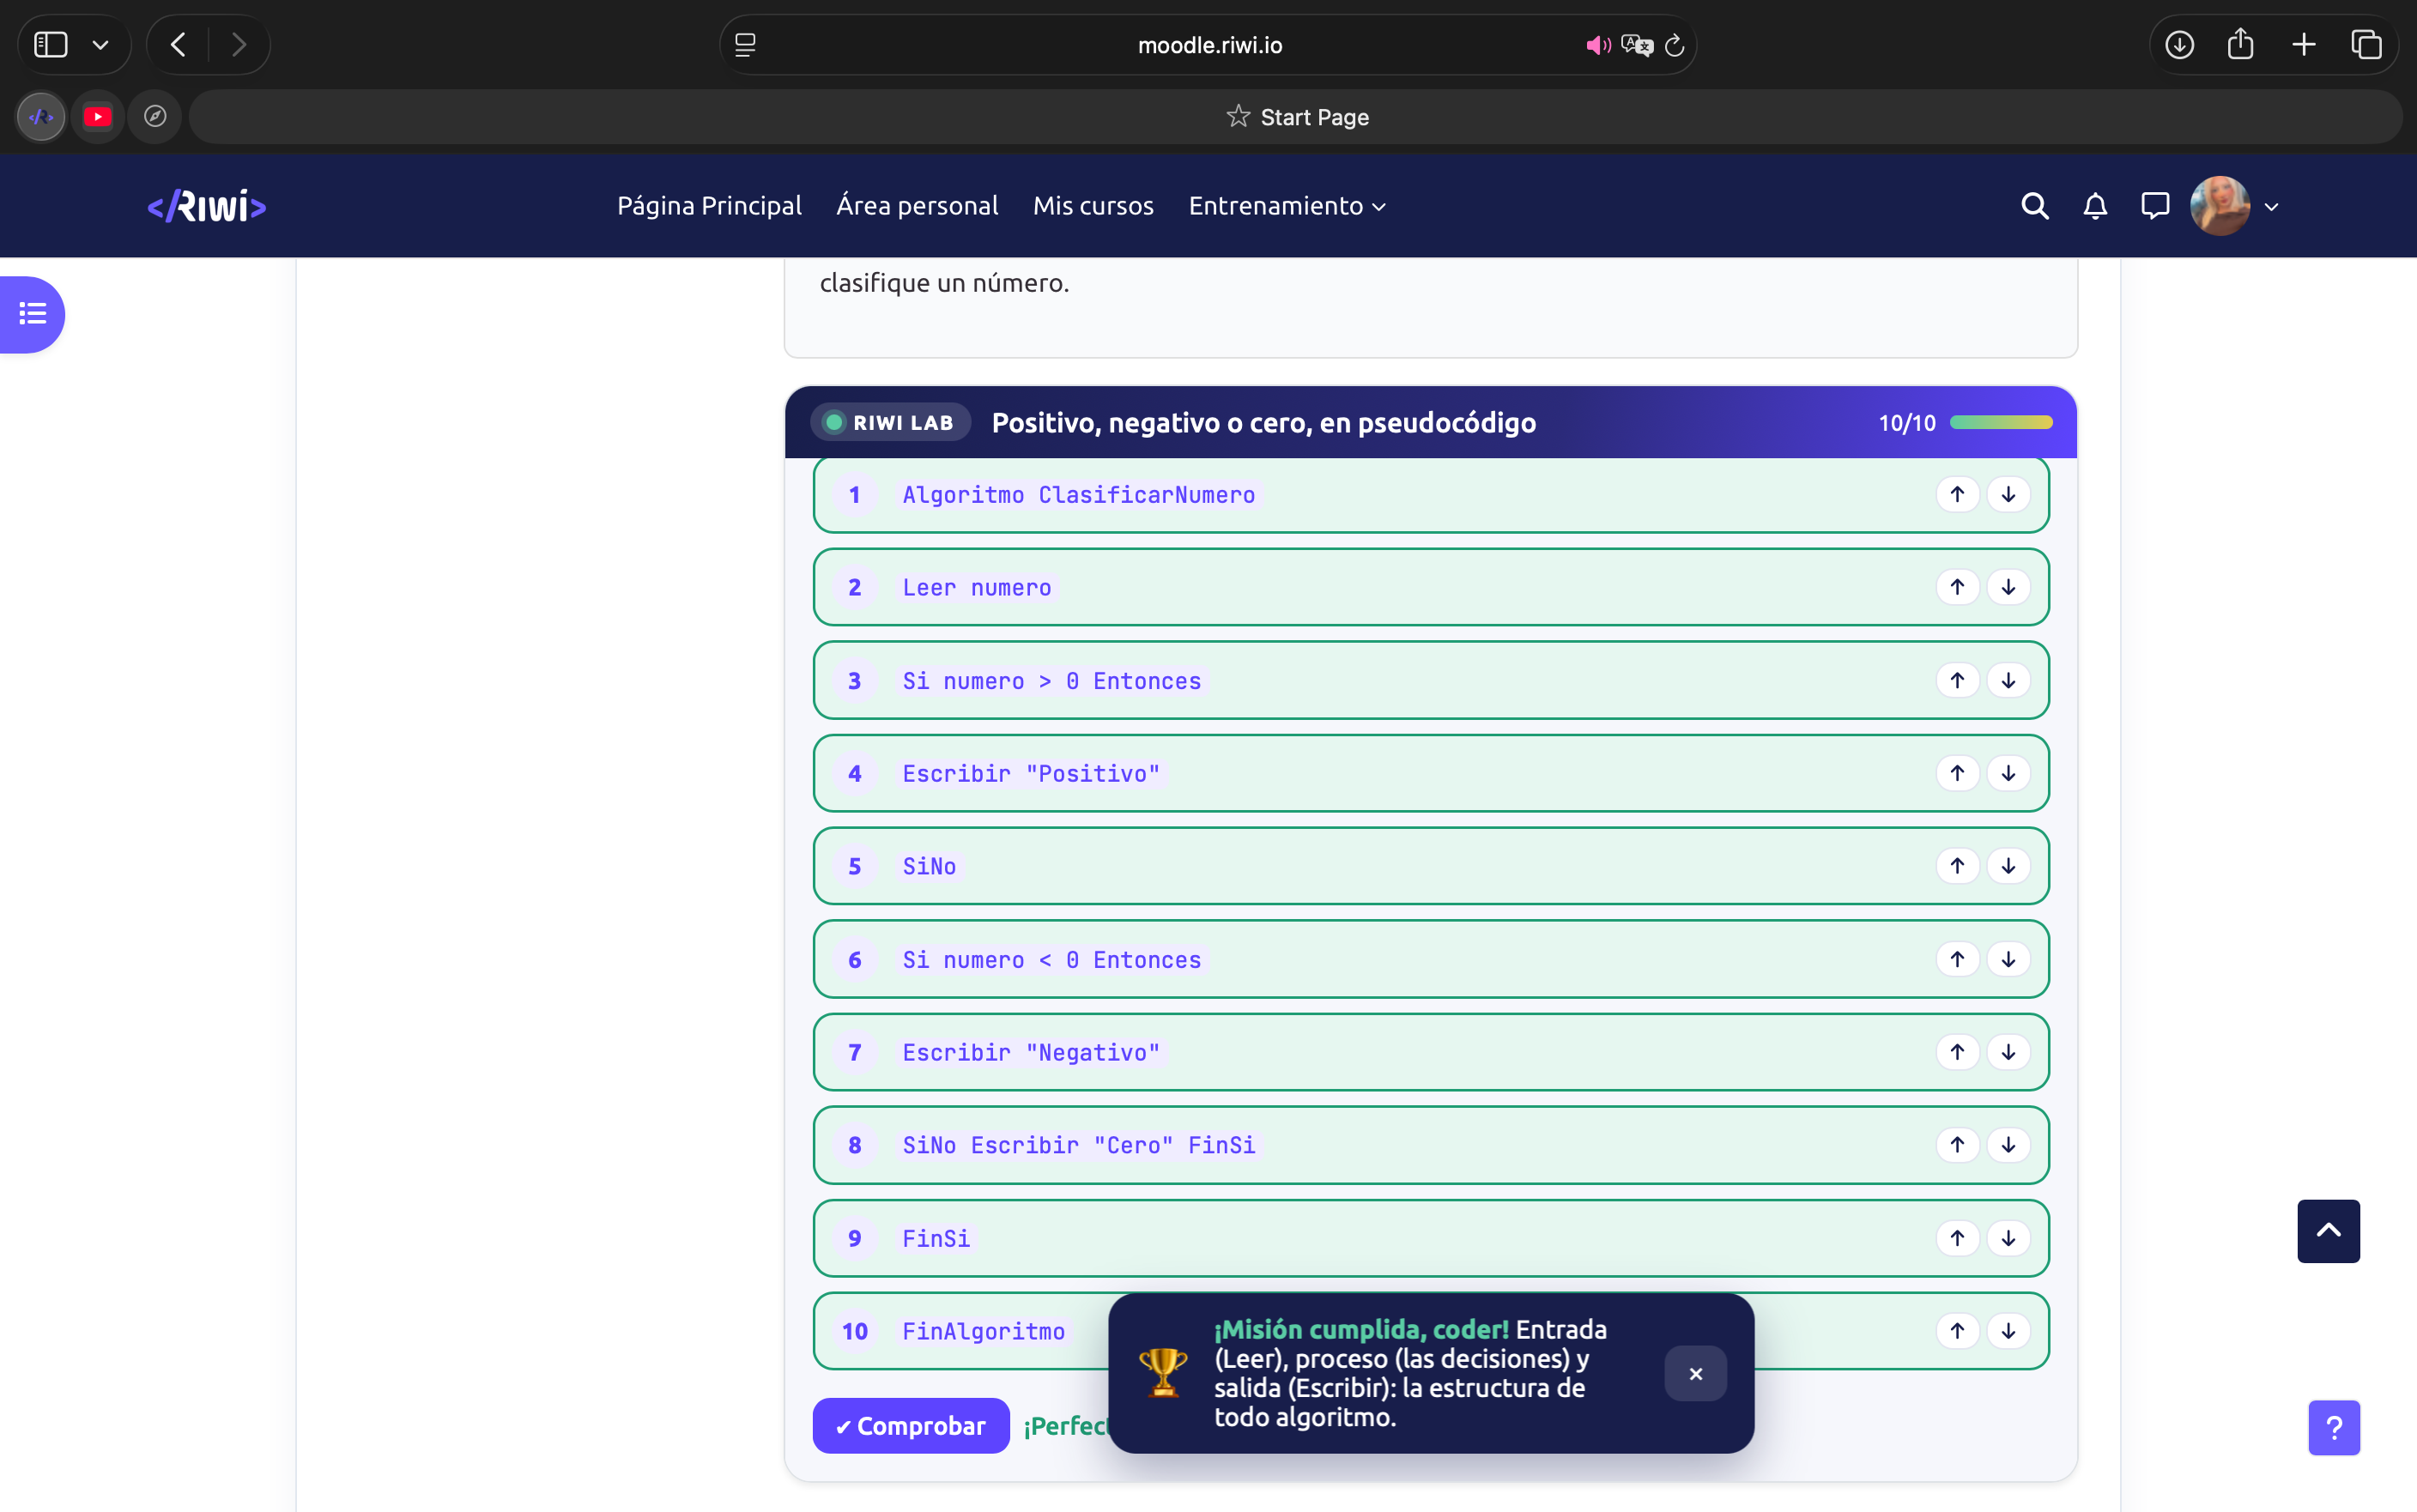 moodle.riwi.io
Start Page
</Riwi>
Página Principal
Área personal
Mis cursos
Entrenamiento
clasifique un número.
RIWI LAB
Positivo, negativo o cero, en pseudocódigo
10/10
1 Algoritmo ClasificarNumero
2 Leer numero
3 Si numero > 0 Entonces
4 Escribir "Positivo"
5 SiNo
6 Si numero < 0 Entonces
7 Escribir "Negativo"
8 SiNo Escribir "Cero" FinSi
9 FinSi
10 FinAlgoritmo
¡Misión cumplida, coder! Entrada
(Leer), proceso (las decisiones) y
salida (Escribir): la estructura de
todo algoritmo.
×
✔ Comprobar
?